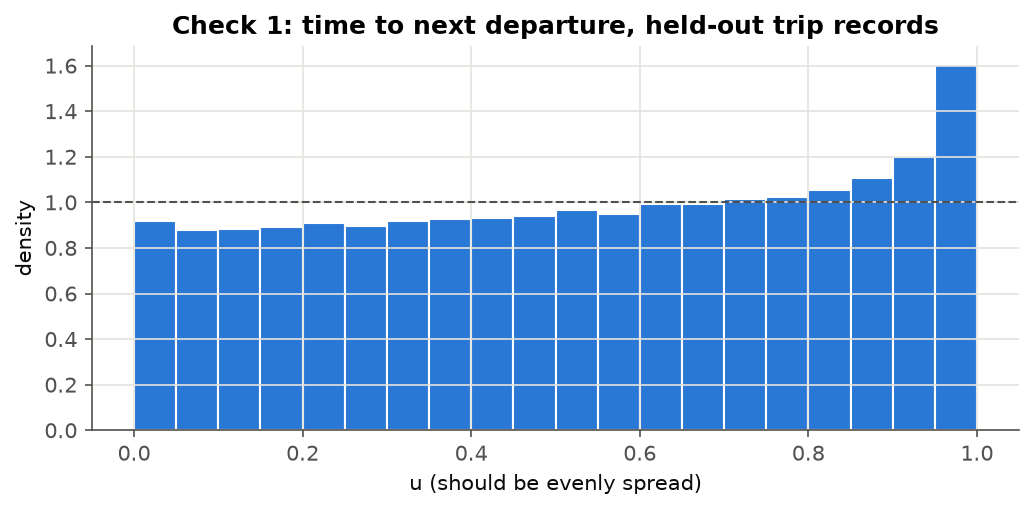 Check 1: time to next departure, held-out trip records
density
1.6
1.4
1.2
1.0
0.8
0.6
0.4
0.2
0.0
0.0 0.2 0.4 0.6 0.8 1.0
u (should be evenly spread)